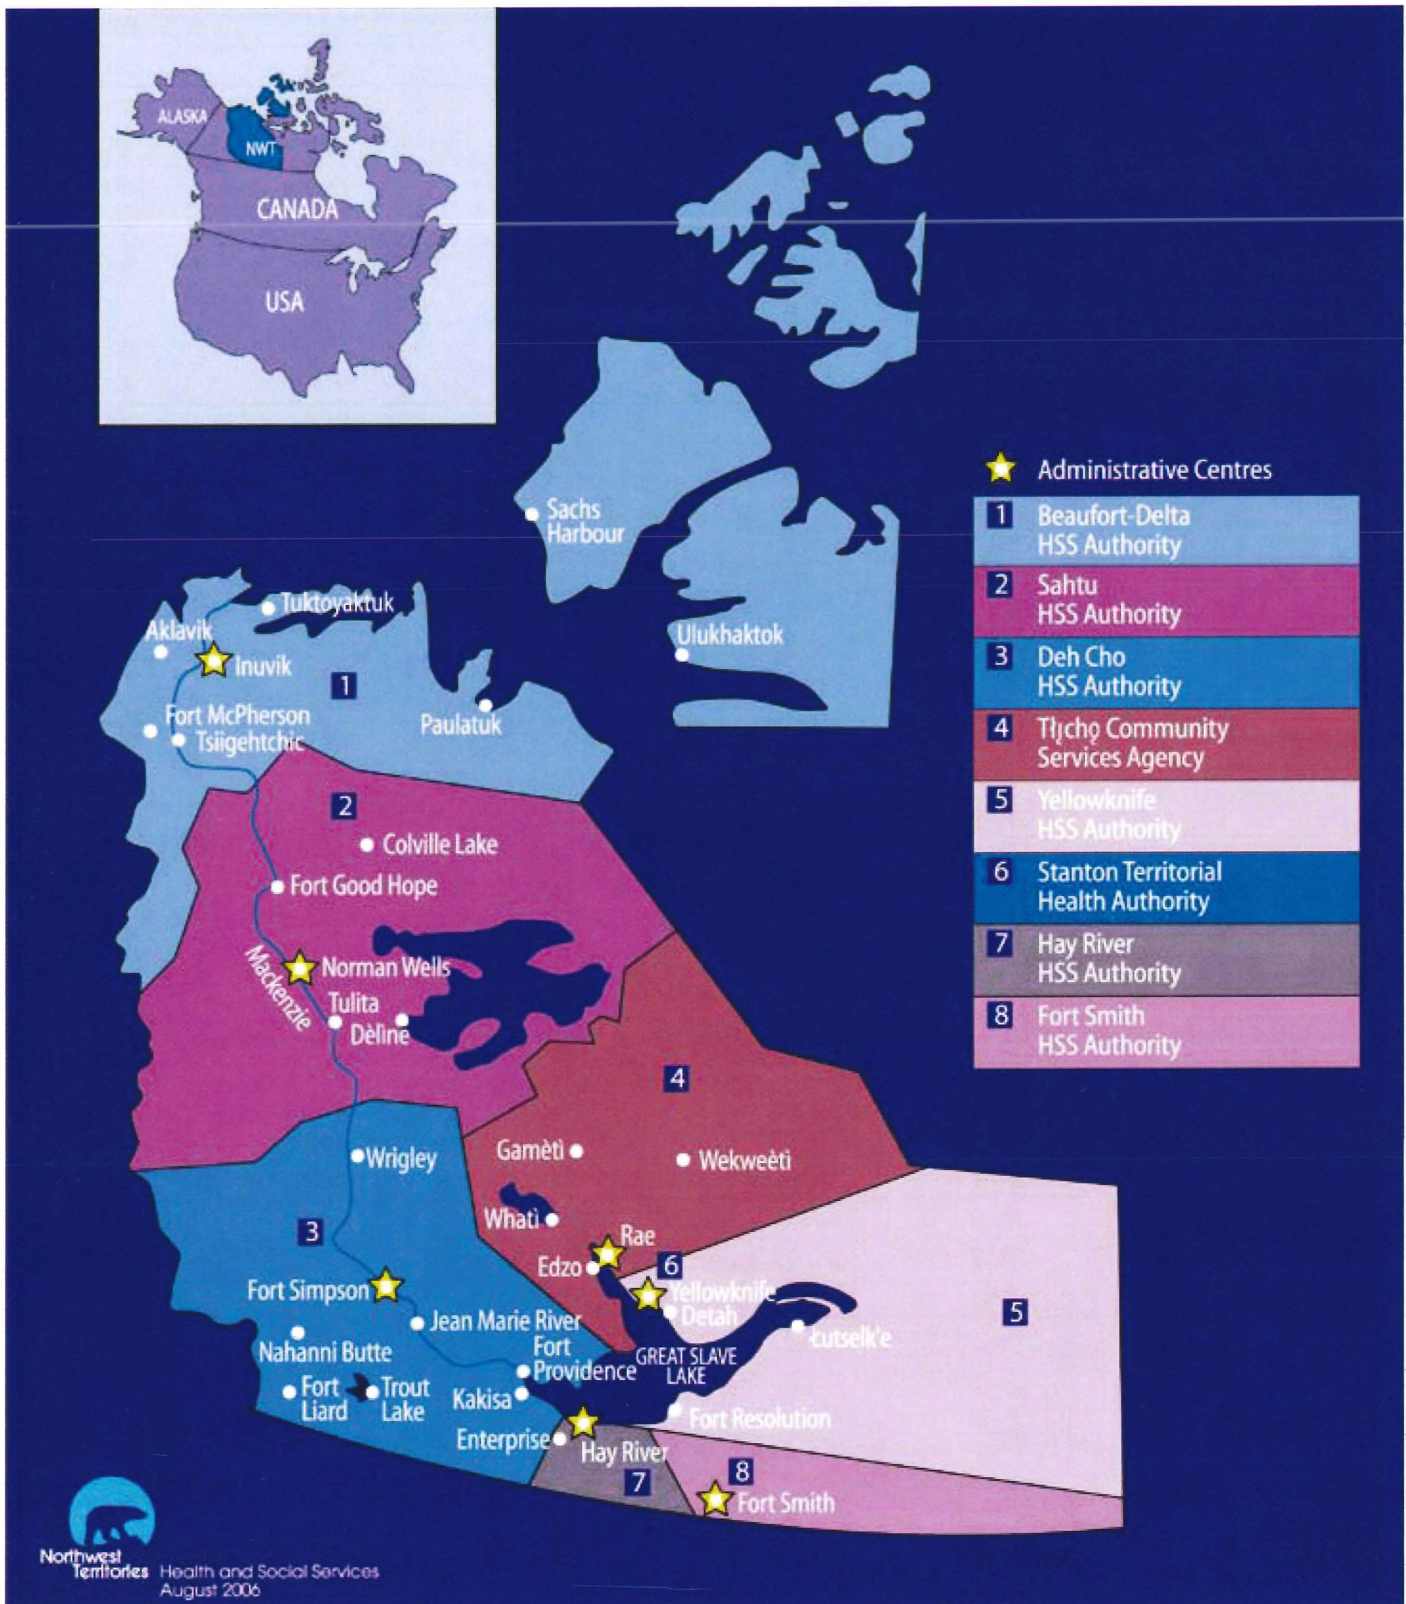 ALASKA
NWT
CANADA
USA
Administrative Centres
1 Beaufort-Delta
HSS Authority
2 Sahtu
HSS Authority
3 Deh Cho
HSS Authority
4 Tłįchǫ Community
Services Agency
5 Yellowknife
HSS Authority
6 Stanton Territorial
Health Authority
7 Hay River
HSS Authority
8 Fort Smith
HSS Authority
Sachs
Harbour
Tuktoyaktuk
Aklavik
Inuvik
Ulukhaktok
1
Fort McPherson
Tsiigehtchic
Paulatuk
2
Colville Lake
Fort Good Hope
Mackenzie
Norman Wells
Tulita
Dèline
4
Gamètì
Wekweètì
Wrigley
Whatì
3
Rae
Edzo
6
Fort Simpson
Yellowknife
Detah
5
Jean Marie River
Łutselk'e
Nahanni Butte
Fort
Providence
GREAT SLAVE
LAKE
Fort
Liard
Trout
Lake
Kakisa
Fort Resolution
Enterprise
Hay River
7
8
Fort Smith
Northwest
Territories Health and Social Services
August 2006